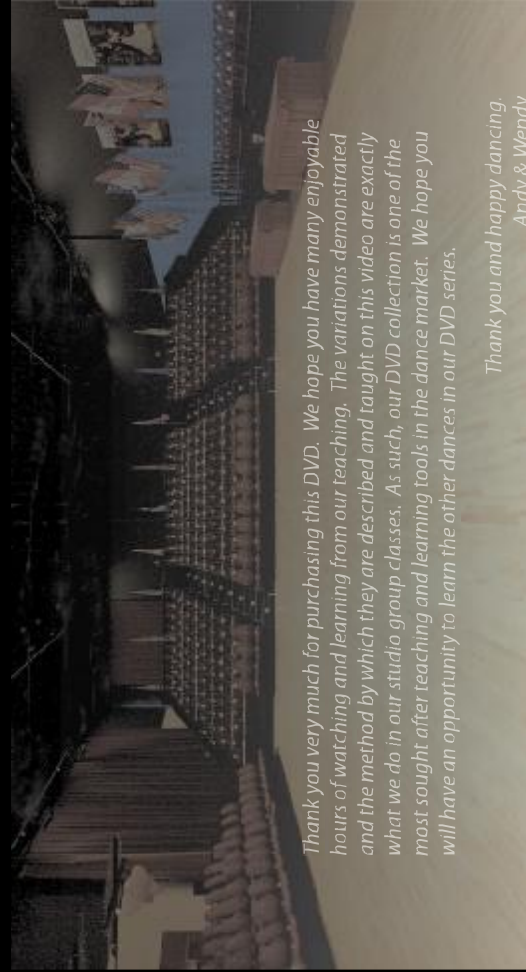 Thank you very much for purchasing this DVD. We hope you have many enjoyable
hours of watching and learning from our teaching. The variations demonstrated
and the method by which they are described and taught on this video are exactly
what we do in our studio group classes. As such, our DVD collection is one of the
most sought after teaching and learning tools in the dance market. We hope you
will have an opportunity to learn the other dances in our DVD series.
Thank you and happy dancing.
Andy & Wendy